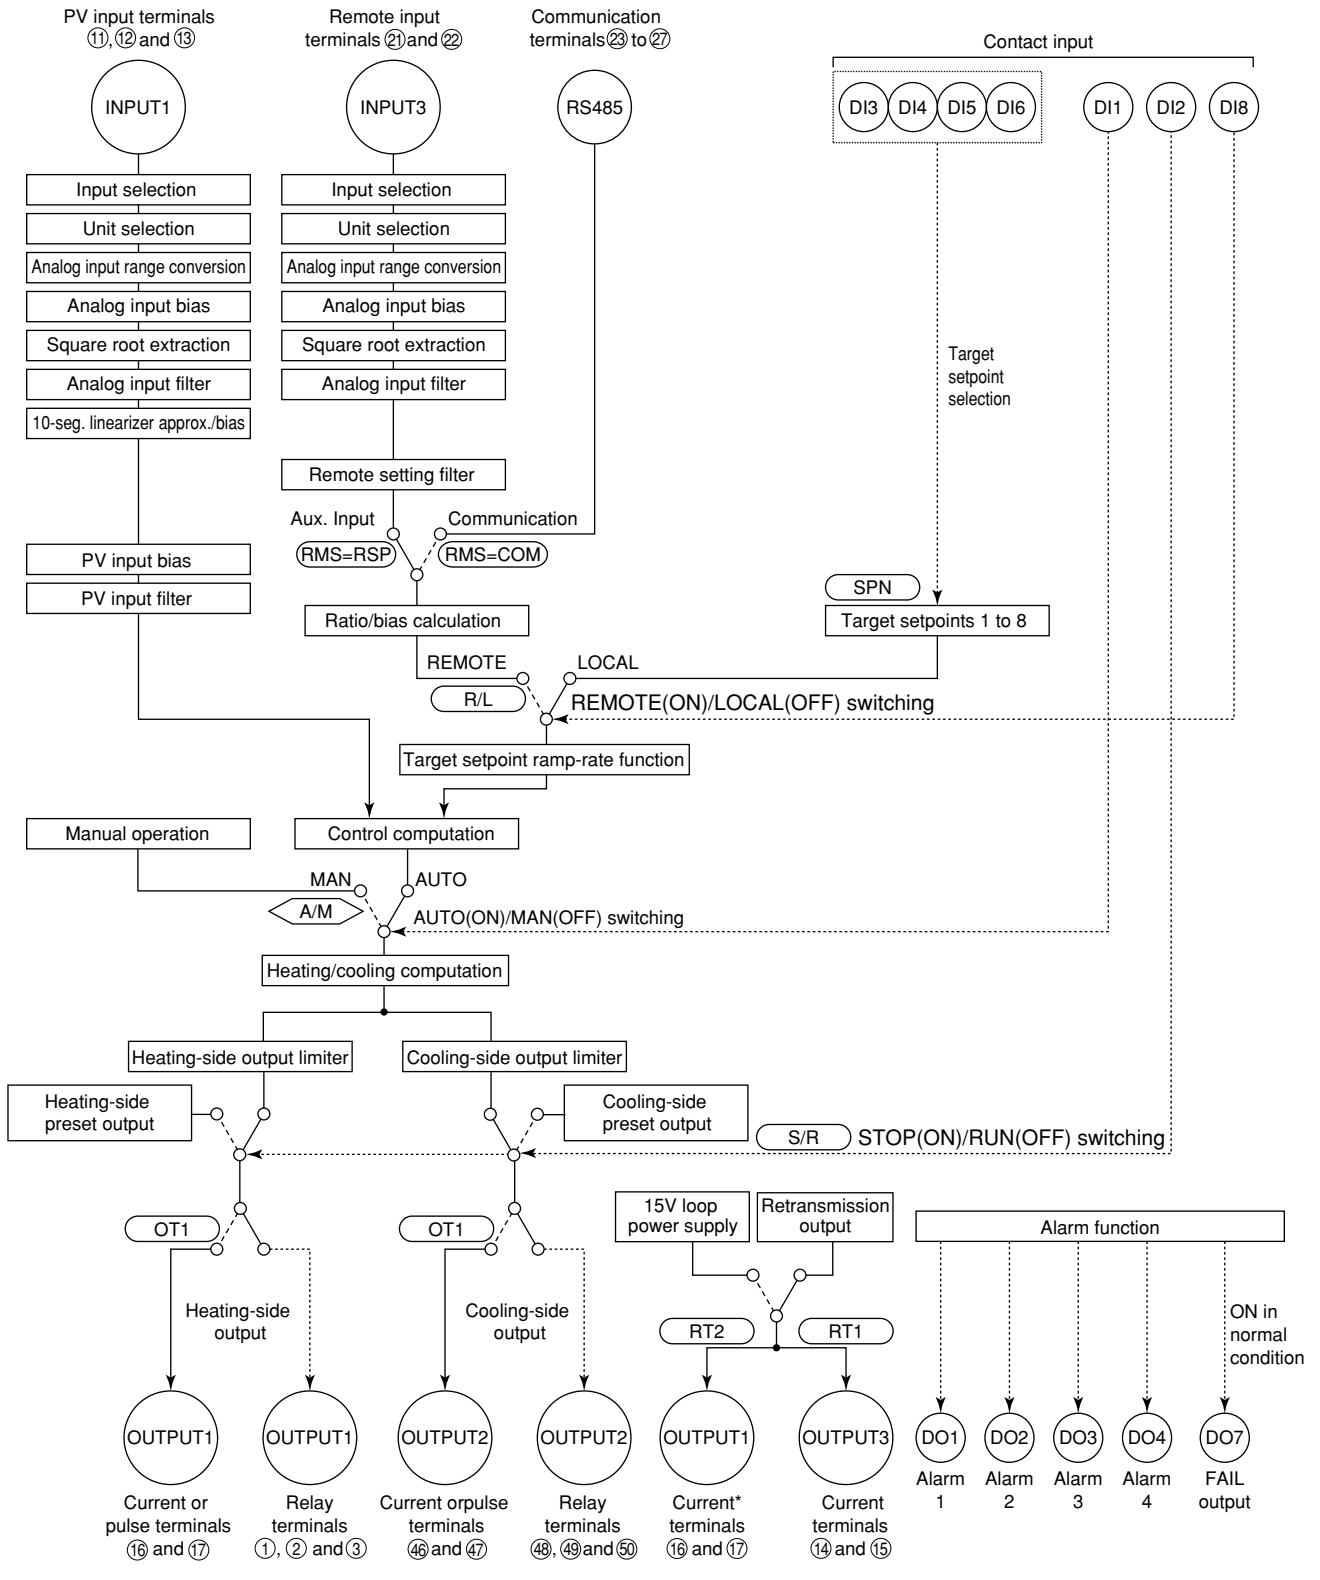 PV input terminals
⑪, ⑫ and ⑬
Remote input
terminals ㉑ and ㉒
Communication
terminals ㉓ to ㉗
Contact input
INPUT1
INPUT3
RS485
DI3
DI4
DI5
DI6
DI1
DI2
DI8
Input selection
Unit selection
Analog input range conversion
Analog input bias
Square root extraction
Analog input filter
10-seg. linearizer approx./bias
Input selection
Unit selection
Analog input range conversion
Analog input bias
Square root extraction
Analog input filter
Target
setpoint
selection
Remote setting filter
Aux. Input
Communication
RMS=RSP
RMS=COM
PV input bias
PV input filter
SPN
Ratio/bias calculation
Target setpoints 1 to 8
REMOTE
LOCAL
R/L
REMOTE(ON)/LOCAL(OFF) switching
Target setpoint ramp-rate function
Manual operation
Control computation
MAN
AUTO
A/M
AUTO(ON)/MAN(OFF) switching
Heating/cooling computation
Heating-side output limiter
Cooling-side output limiter
Heating-side
preset output
Cooling-side
preset output
S/R
STOP(ON)/RUN(OFF) switching
OT1
OT1
15V loop
power supply
Retransmission
output
Alarm function
Heating-side
output
Cooling-side
output
RT2
RT1
ON in
normal
condition
OUTPUT1
OUTPUT1
OUTPUT2
OUTPUT2
OUTPUT1
OUTPUT3
DO1
DO2
DO3
DO4
DO7
Current or
pulse terminals
⑯ and ⑰
Relay
terminals
①, ② and ③
Current orpulse
terminals
㊻ and ㊼
Relay
terminals
㊽, ㊾ and ㊿
Current*
terminals
⑯ and ⑰
Current
terminals
⑭ and ⑮
Alarm
1
Alarm
2
Alarm
3
Alarm
4
FAIL
output